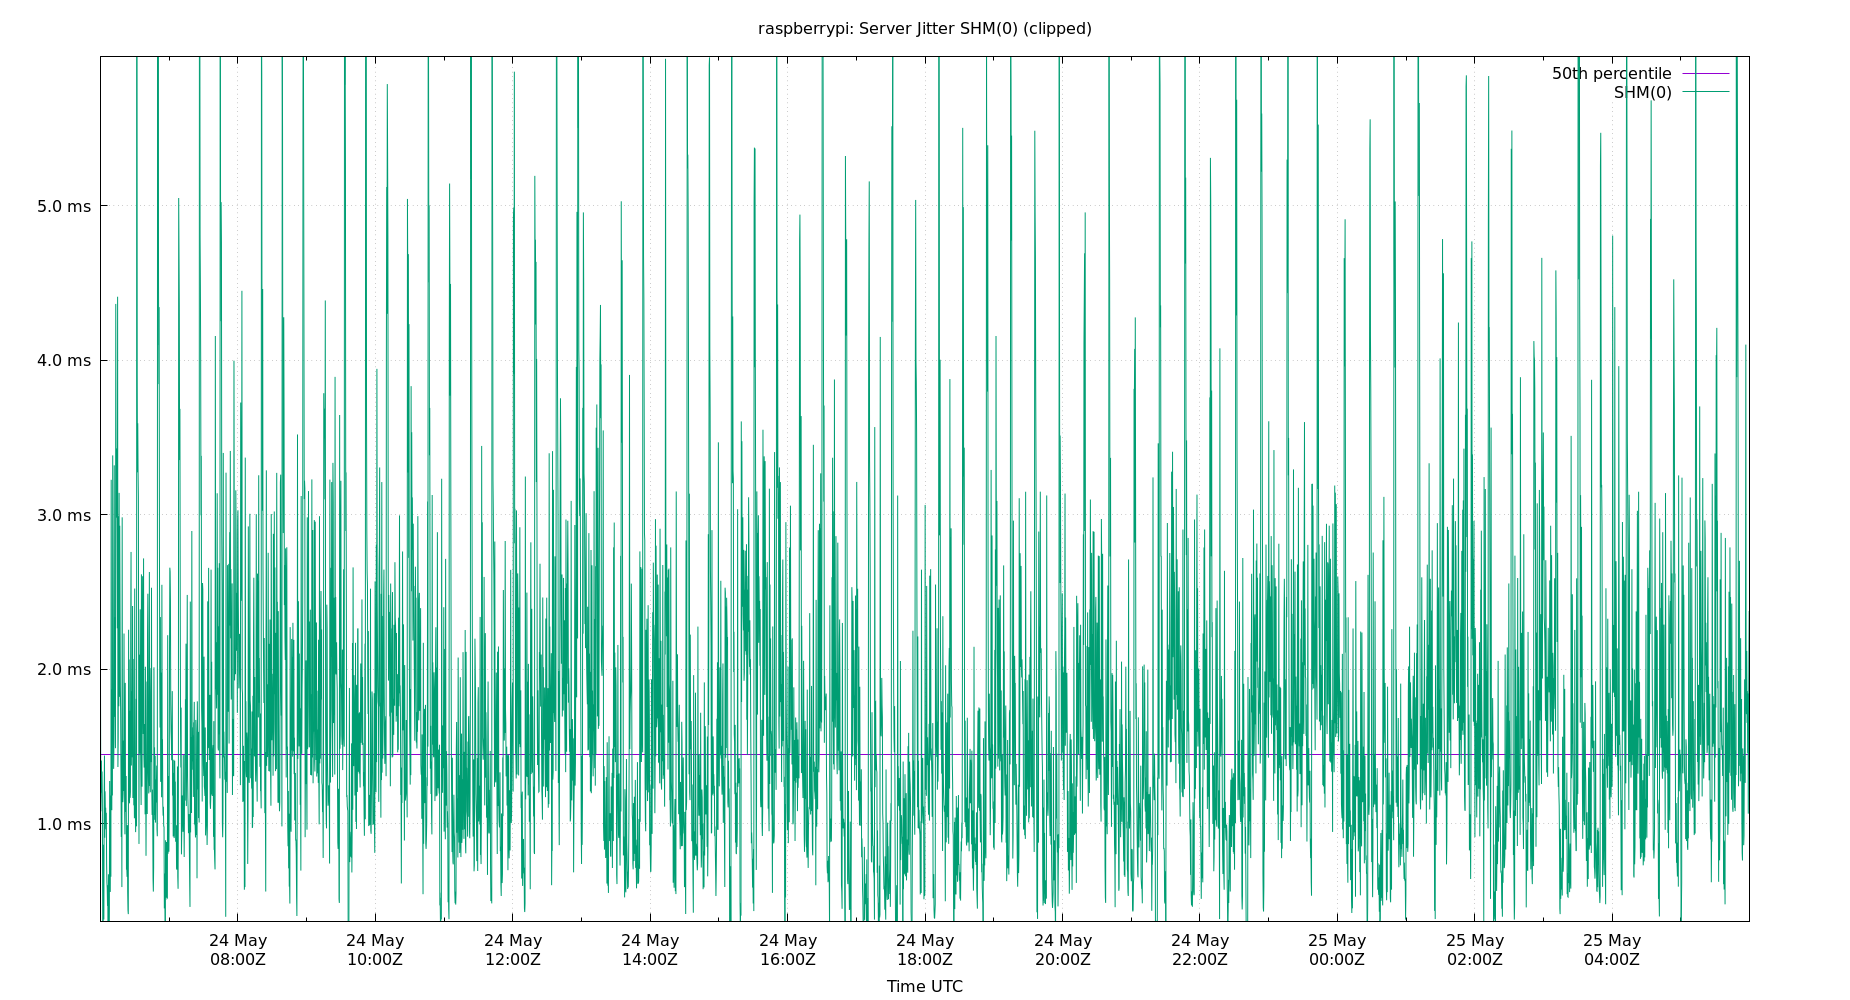 raspberrypi: Server Jitter SHM(0) (clipped)
50th percentile
SHM(0)
5.0 ms
4.0 ms
3.0 ms
2.0 ms
1.0 ms
24 May 24 May 24 May 24 May 24 May 24 May 24 May 24 May 25 May 25 May 25 May
08:00Z 10:00Z 12:00Z 14:00Z 16:00Z 18:00Z 20:00Z 22:00Z 00:00Z 02:00Z 04:00Z
Time UTC